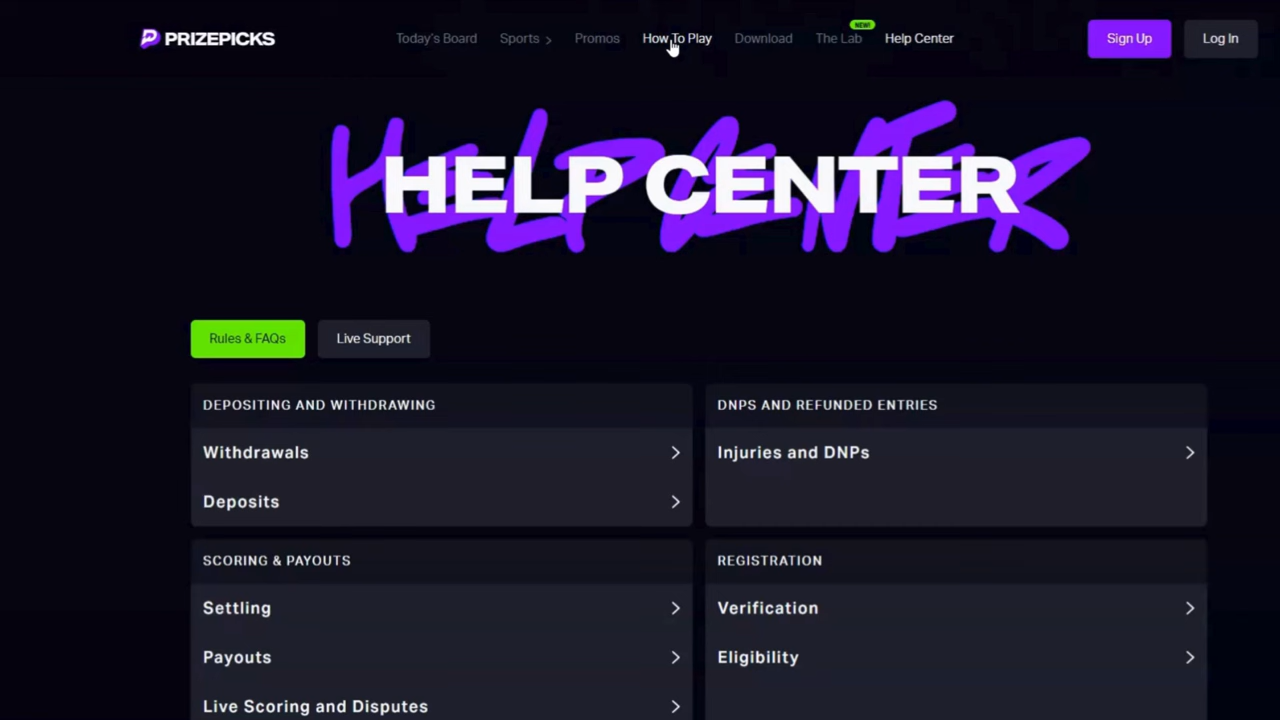 PRIZEPICKS
Today's Board
Sports
Promos
How To Play
Download
The Lab
NEW!
Help Center
Sign Up
Log In
HELP CENTER
HELP CENTER
Rules & FAQs
Live Support
DEPOSITING AND WITHDRAWING
Withdrawals
Deposits
DNPS AND REFUNDED ENTRIES
Injuries and DNPs
SCORING & PAYOUTS
Settling
Payouts
Live Scoring and Disputes
REGISTRATION
Verification
Eligibility